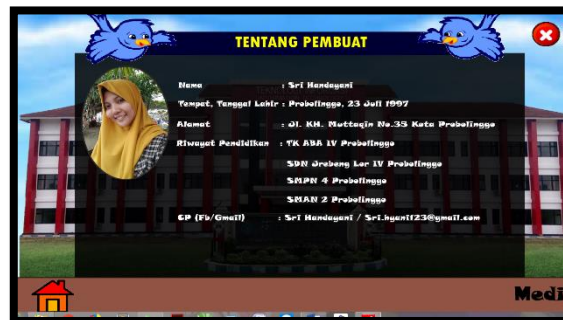 TENTANG PEMBUAT
Nama : Sri Handayani
Tempat, Tanggal Lahir : Probolinggo, 23 Juli 1997
Alamat : Jl. KH. Muttaqin No.35 Kota Probolinggo
Riwayat Pendidikan : TK ABA IV Probolinggo
SDN Jrebeng Lor IV Probolinggo
SMPN 4 Probolinggo
SMAN 2 Probolinggo
CP (Fb/Gmail) : Sri Handayani / Sri.hyani123@gmail.com
Medi